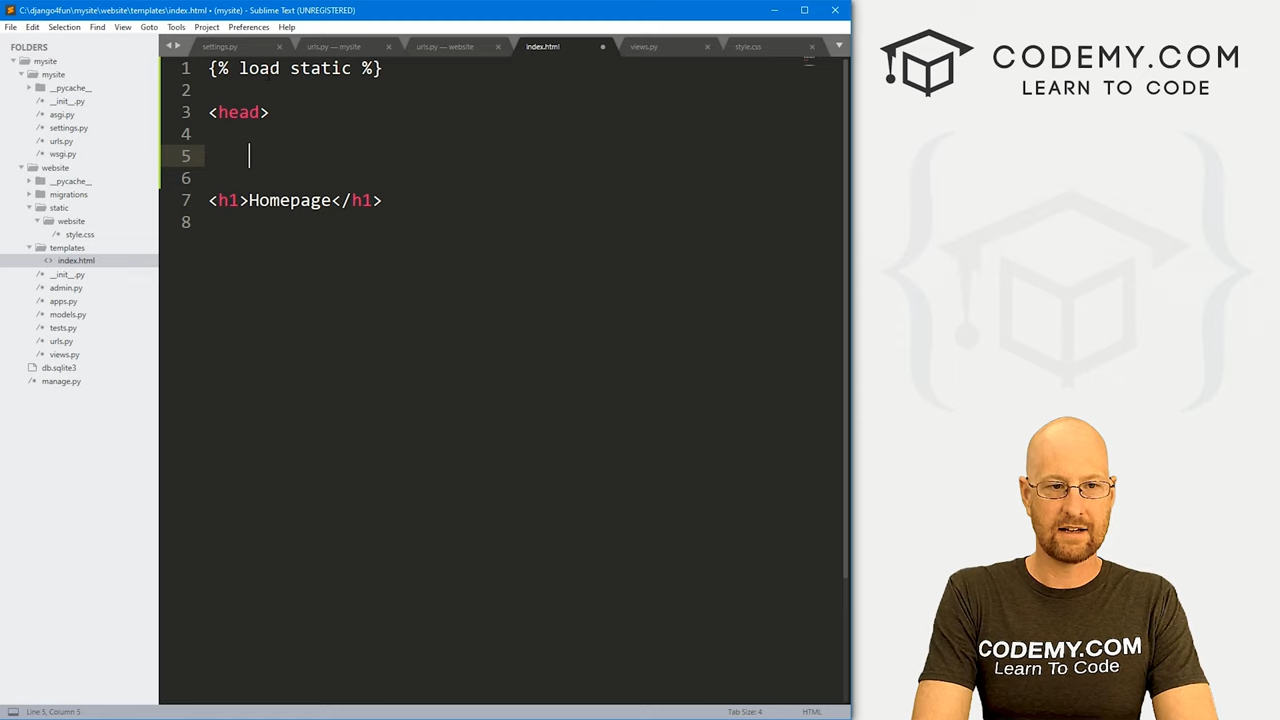 C:\django4fun\mysite\website\templates\index.html • (mysite) - Sublime Text (UNREGISTERED)
File Edit Selection Find View Goto Tools Project Preferences Help
FOLDERS
mysite
mysite
__pycache__
__init__.py
asgi.py
settings.py
urls.py
wsgi.py
website
__pycache__
migrations
static
website
style.css
templates
index.html
__init__.py
admin.py
apps.py
models.py
tests.py
urls.py
views.py
db.sqlite3
manage.py
settings.py urls.py — mysite urls.py — website index.html views.py style.css
1 {% load static %}
2
3 <head>
4
5
6
7 <h1>Homepage</h1>
8
Line 5, Column 5 Tab Size: 4 HTML
CODEMY.COM
LEARN TO CODE
CODEMY.COM
Learn To Code